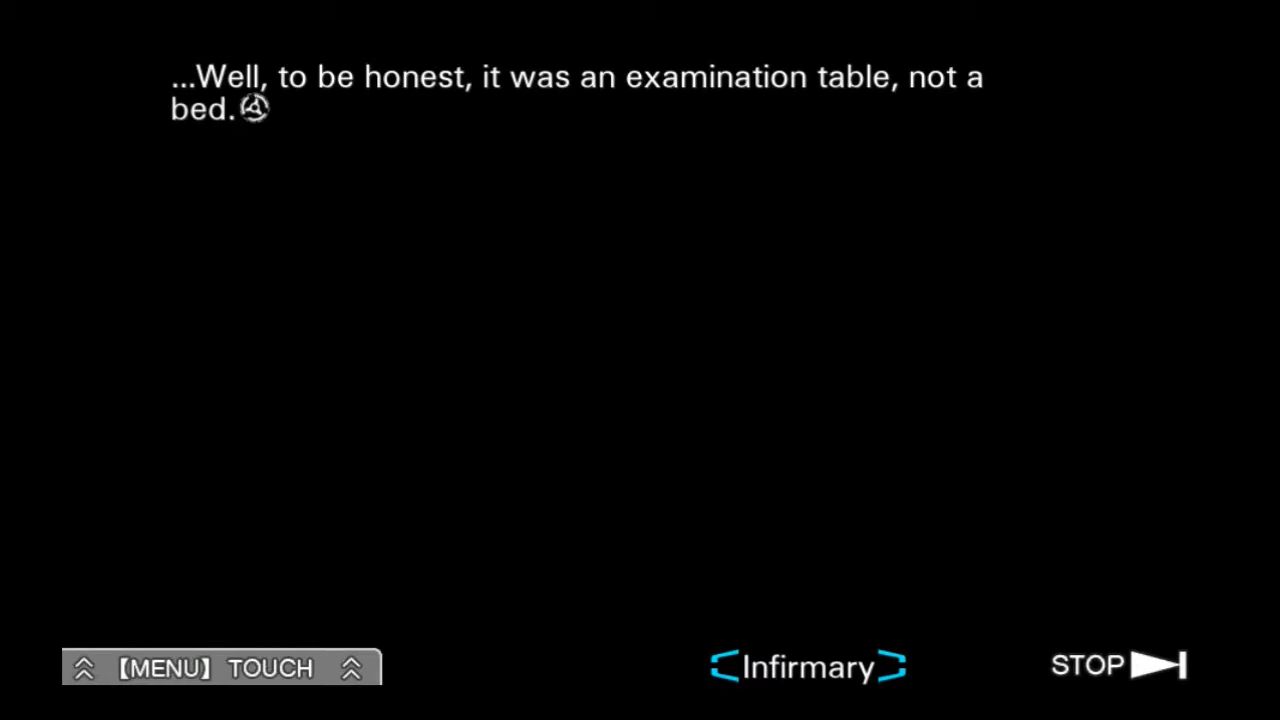 ...Well, to be honest, it was an examination table, not a
bed.
【MENU】 TOUCH
Infirmary
STOP